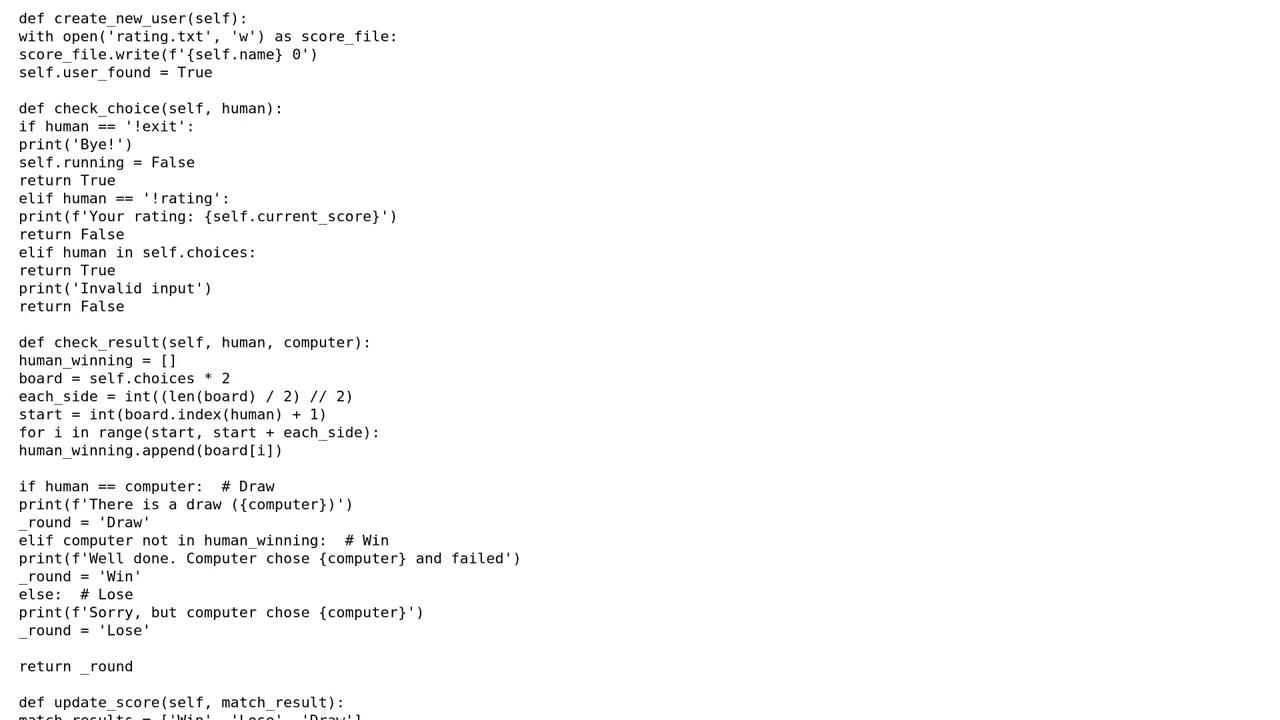 def create_new_user(self):
with open('rating.txt', 'w') as score_file:
score_file.write(f'{self.name} 0')
self.user_found = True

def check_choice(self, human):
if human == '!exit':
print('Bye!')
self.running = False
return True
elif human == '!rating':
print(f'Your rating: {self.current_score}')
return False
elif human in self.choices:
return True
print('Invalid input')
return False

def check_result(self, human, computer):
human_winning = []
board = self.choices * 2
each_side = int((len(board) / 2) // 2)
start = int(board.index(human) + 1)
for i in range(start, start + each_side):
human_winning.append(board[i])

if human == computer:  # Draw
print(f'There is a draw ({computer})')
_round = 'Draw'
elif computer not in human_winning:  # Win
print(f'Well done. Computer chose {computer} and failed')
_round = 'Win'
else:  # Lose
print(f'Sorry, but computer chose {computer}')
_round = 'Lose'

return _round

def update_score(self, match_result):
match_results = ['Win', 'Lose', 'Draw']